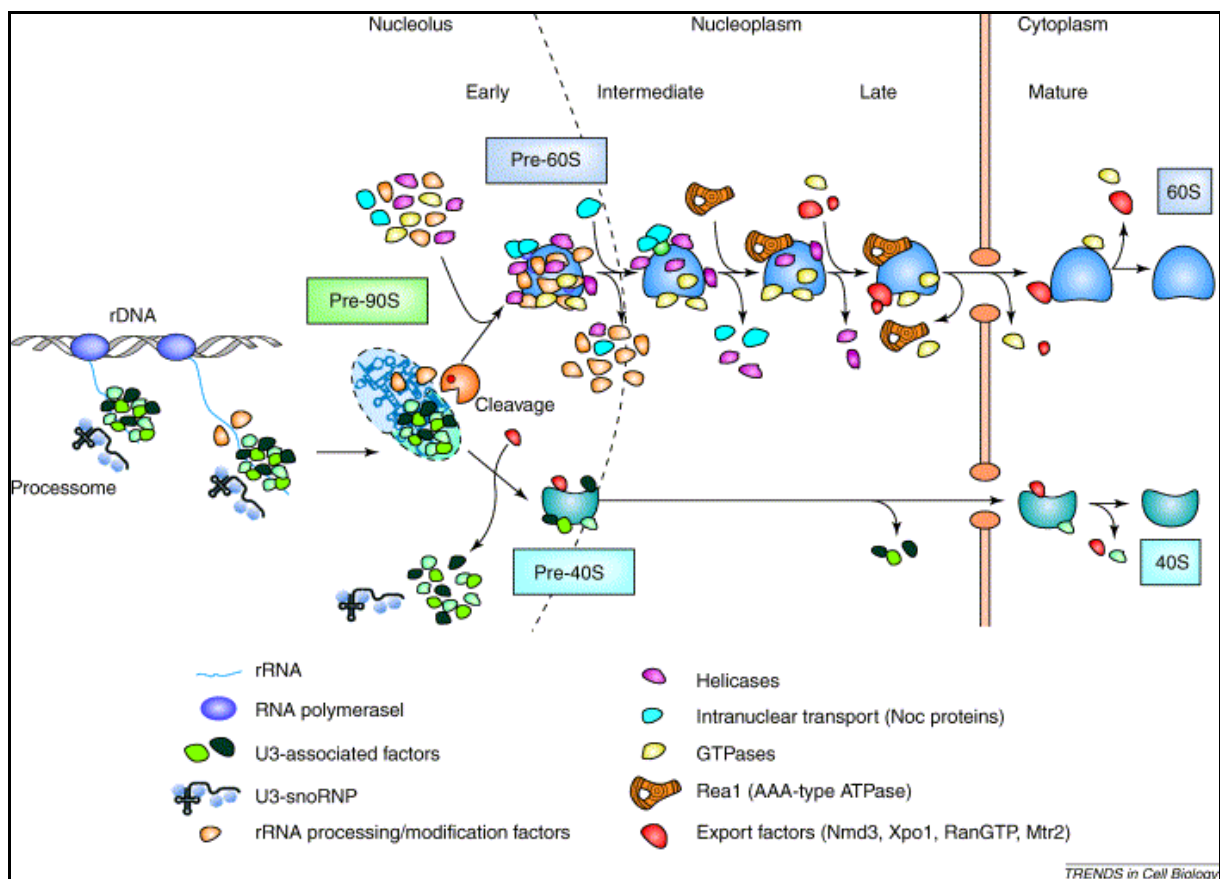 Nucleolus
Nucleoplasm
Cytoplasm
Early
Intermediate
Late
Mature
Pre-60S
60S
Pre-90S
rDNA
Cleavage
Processome
Pre-40S
40S
rRNA
RNA polymeraseI
U3-associated factors
U3-snoRNP
rRNA processing/modification factors
Helicases
Intranuclear transport (Noc proteins)
GTPases
Rea1 (AAA-type ATPase)
Export factors (Nmd3, Xpo1, RanGTP, Mtr2)
TRENDS in Cell Biology